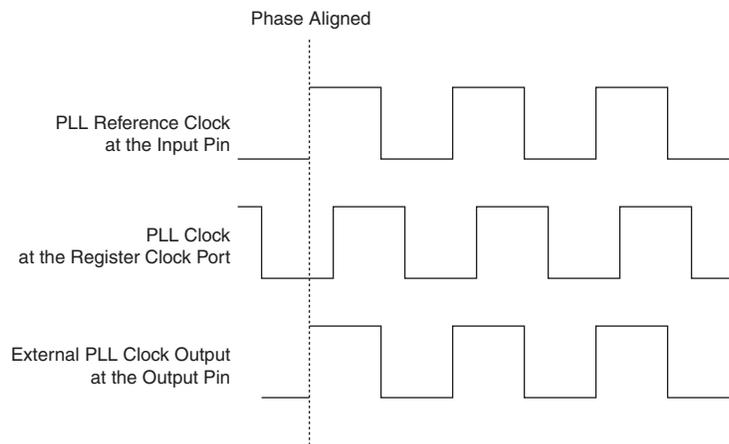 Phase Aligned
PLL Reference Clock
at the Input Pin
PLL Clock
at the Register Clock Port
External PLL Clock Output
at the Output Pin